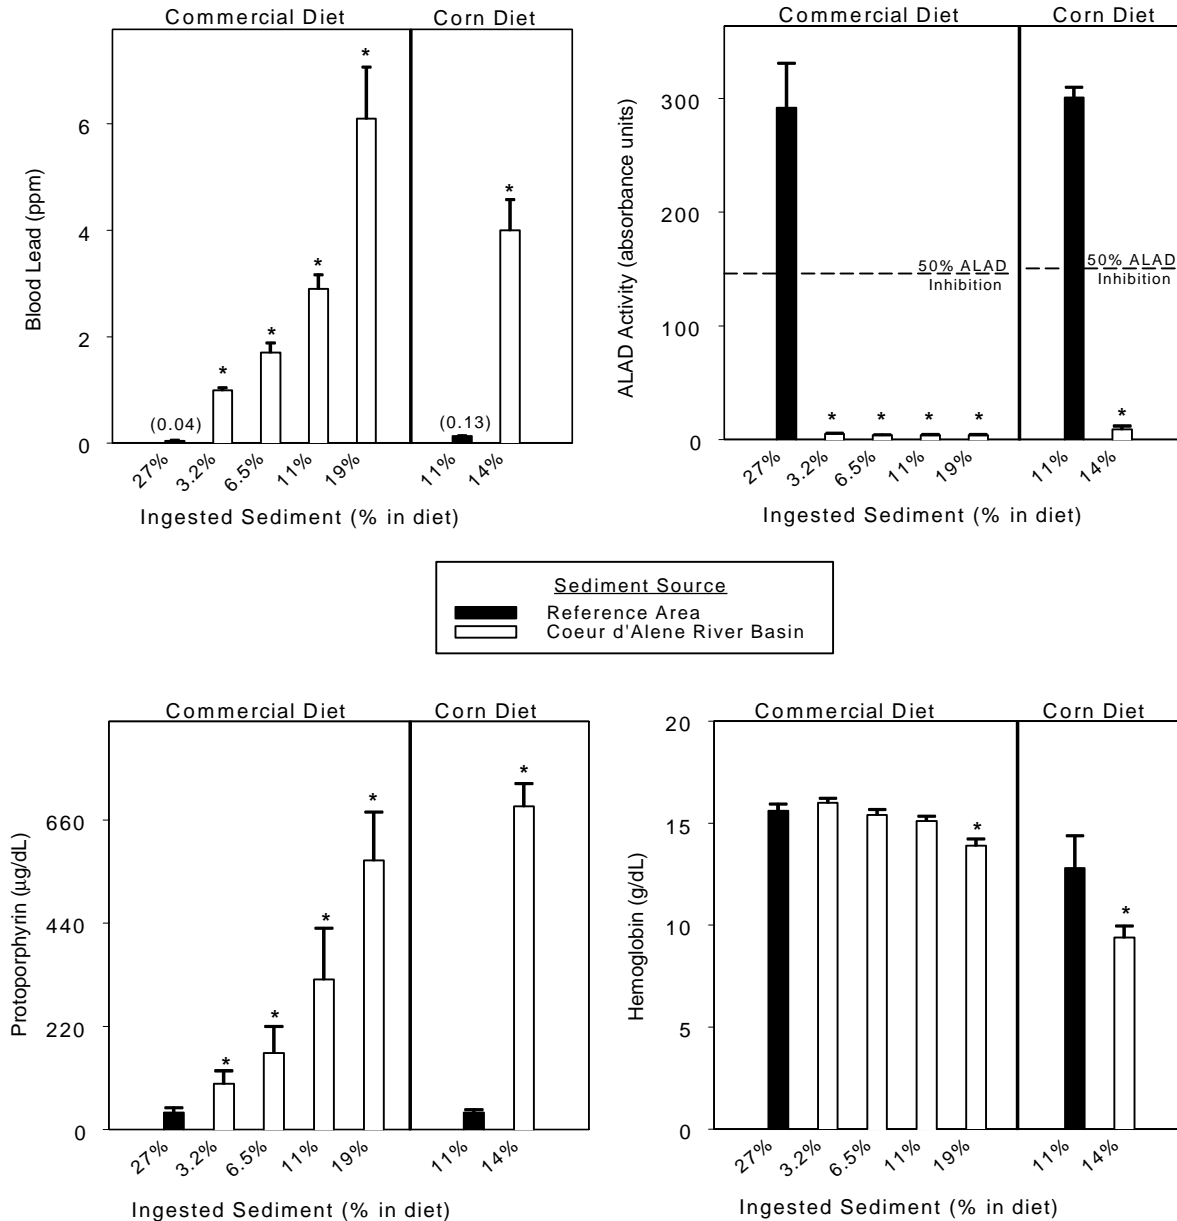 Commercial Diet Corn Diet
Blood Lead (ppm)
6
4
2
0
* * * * *
(0.04) (0.13)
27% 3.2% 6.5% 11% 19% 11% 14%
Ingested Sediment (% in diet)
Commercial Diet Corn Diet
ALAD Activity (absorbance units)
300
200
100
0
50% ALAD
Inhibition
50% ALAD
Inhibition
* * * * *
27% 3.2% 6.5% 11% 19% 11% 14%
Ingested Sediment (% in diet)
Sediment Source
Reference Area
Coeur d'Alene River Basin
Commercial Diet Corn Diet
Protoporphyrin (μg/dL)
660
440
220
0
* * * * *
27% 3.2% 6.5% 11% 19% 11% 14%
Ingested Sediment (% in diet)
Commercial Diet Corn Diet
Hemoglobin (g/dL)
20
15
10
5
0
* *
27% 3.2% 6.5% 11% 19% 11% 14%
Ingested Sediment (% in diet)